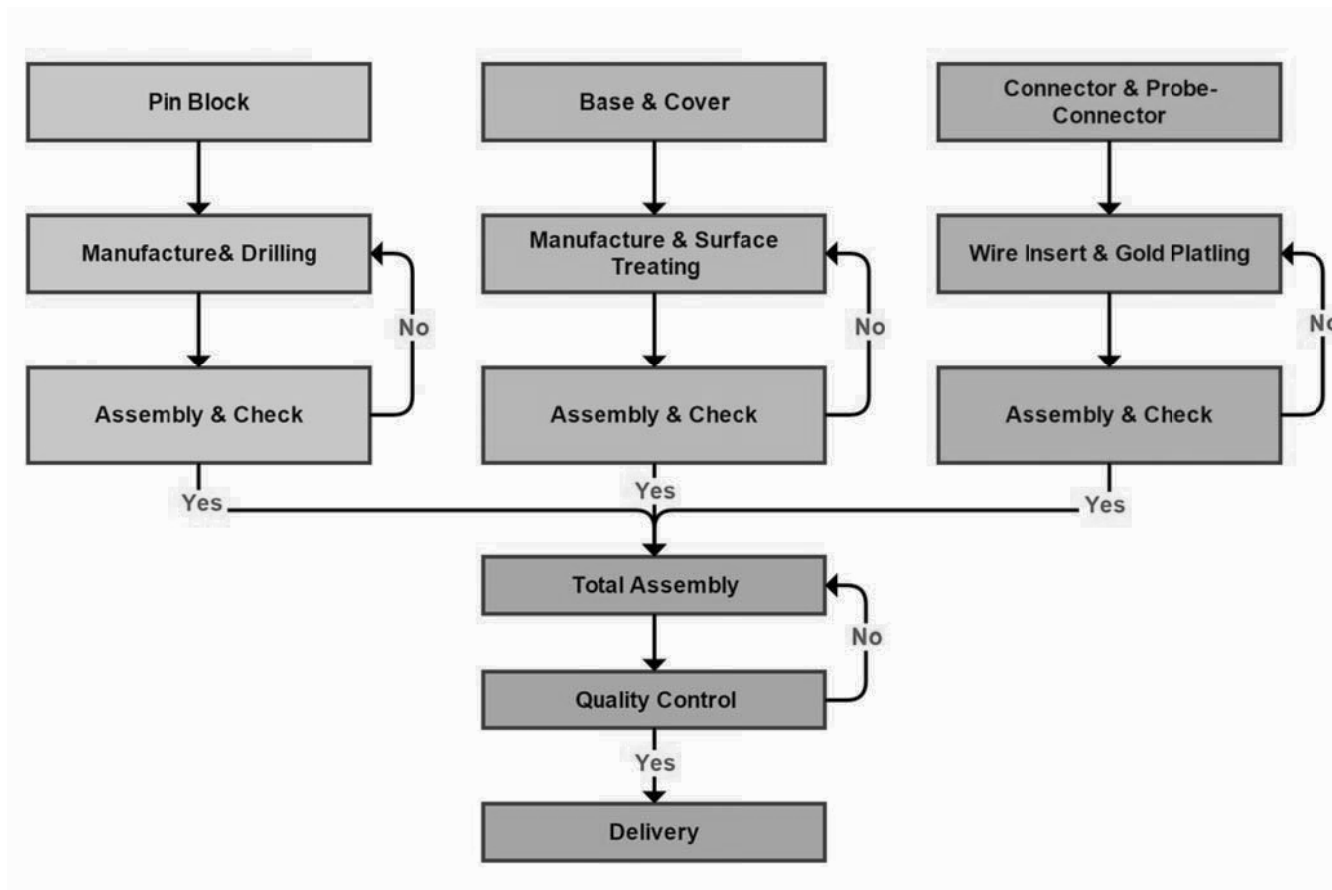 Pin Block
Base & Cover
Connector & Probe-
Connector
Manufacture& Drilling
Manufacture & Surface
Treating
Wire Insert & Gold Platling
No
No
No
Assembly & Check
Assembly & Check
Assembly & Check
Yes
Yes
Yes
Total Assembly
No
Quality Control
Yes
Delivery